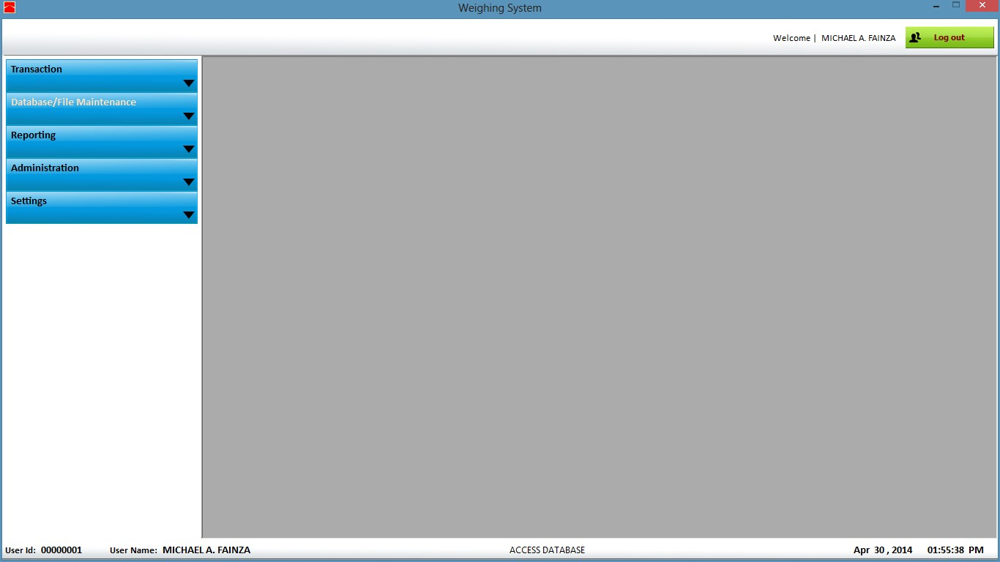 Weighing System
Welcome | MICHAEL A. FAINZA
Log out
Transaction
Database/File Maintenance
Reporting
Administration
Settings
User Id: 00000001 User Name: MICHAEL A. FAINZA ACCESS DATABASE Apr 30 , 2014 01:55:38 PM